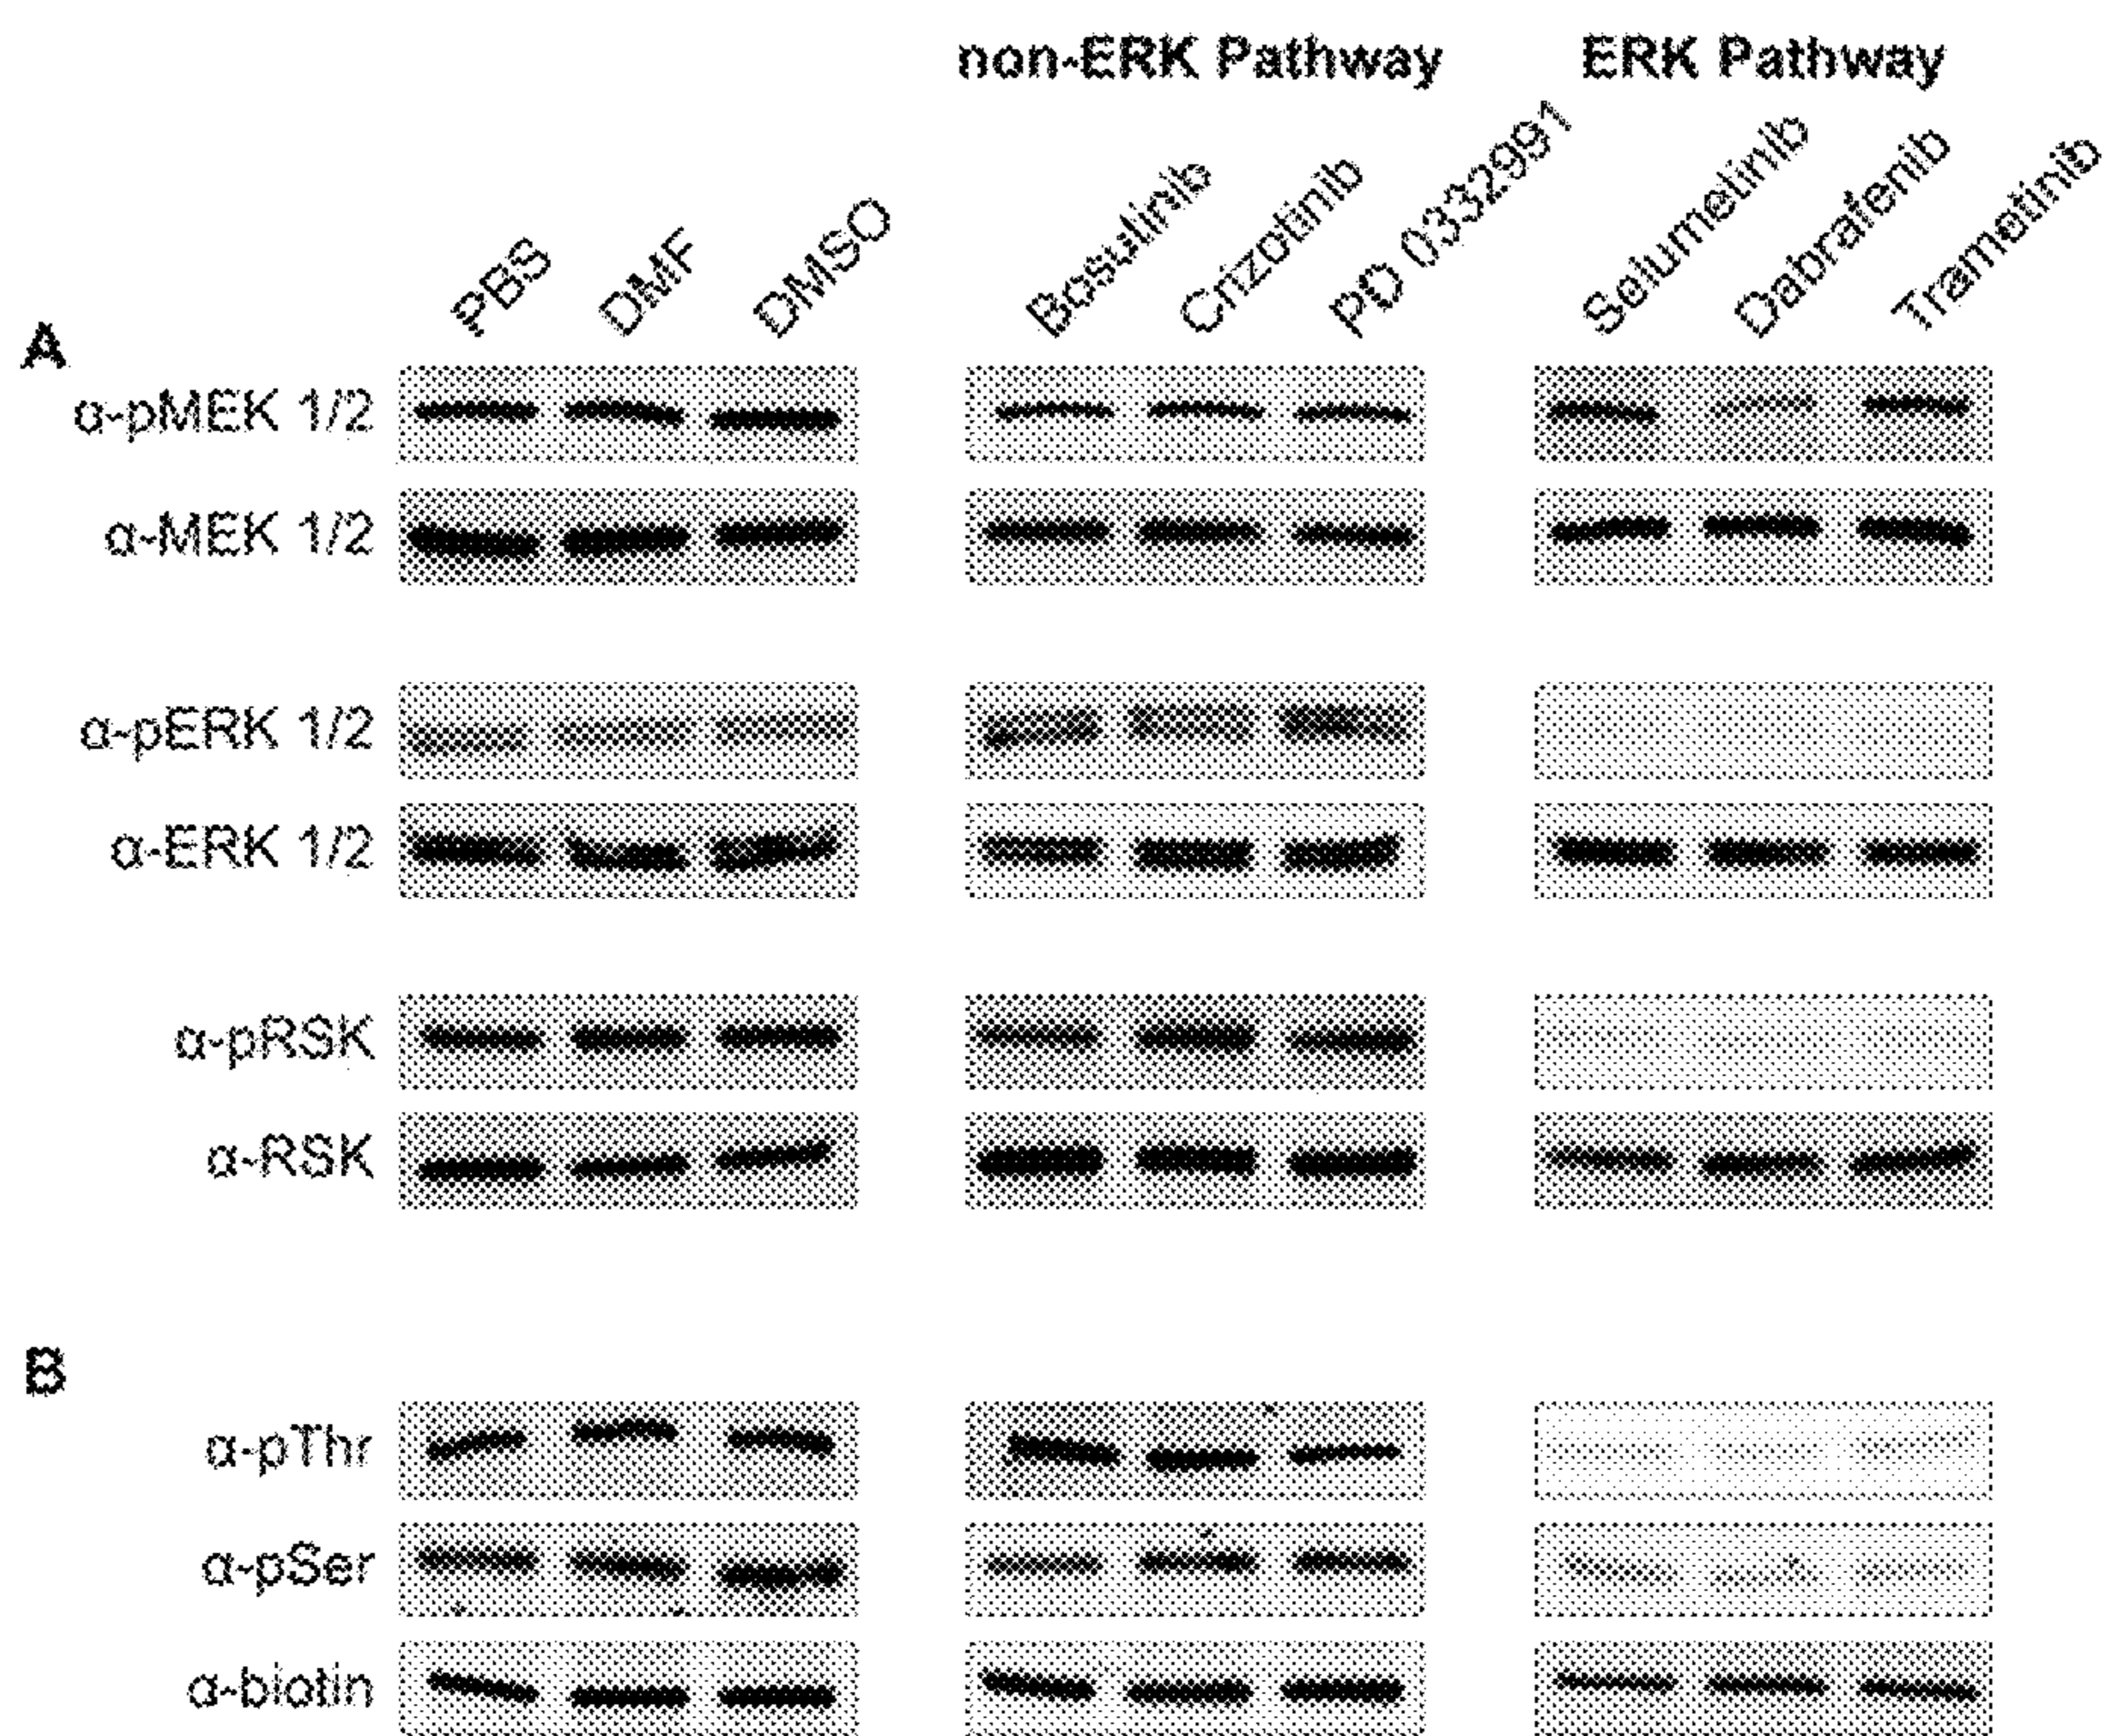 non-ERK Pathway
ERK Pathway
PBS
DMF
DMSO
Bosutinib
Crizotinib
PD 0332991
Selumetinib
Dabrafenib
Trametinib
A
α-pMEK 1/2
α-MEK 1/2
α-pERK 1/2
α-ERK 1/2
α-pRSK
α-RSK
B
α-pThr
α-pSer
α-biotin